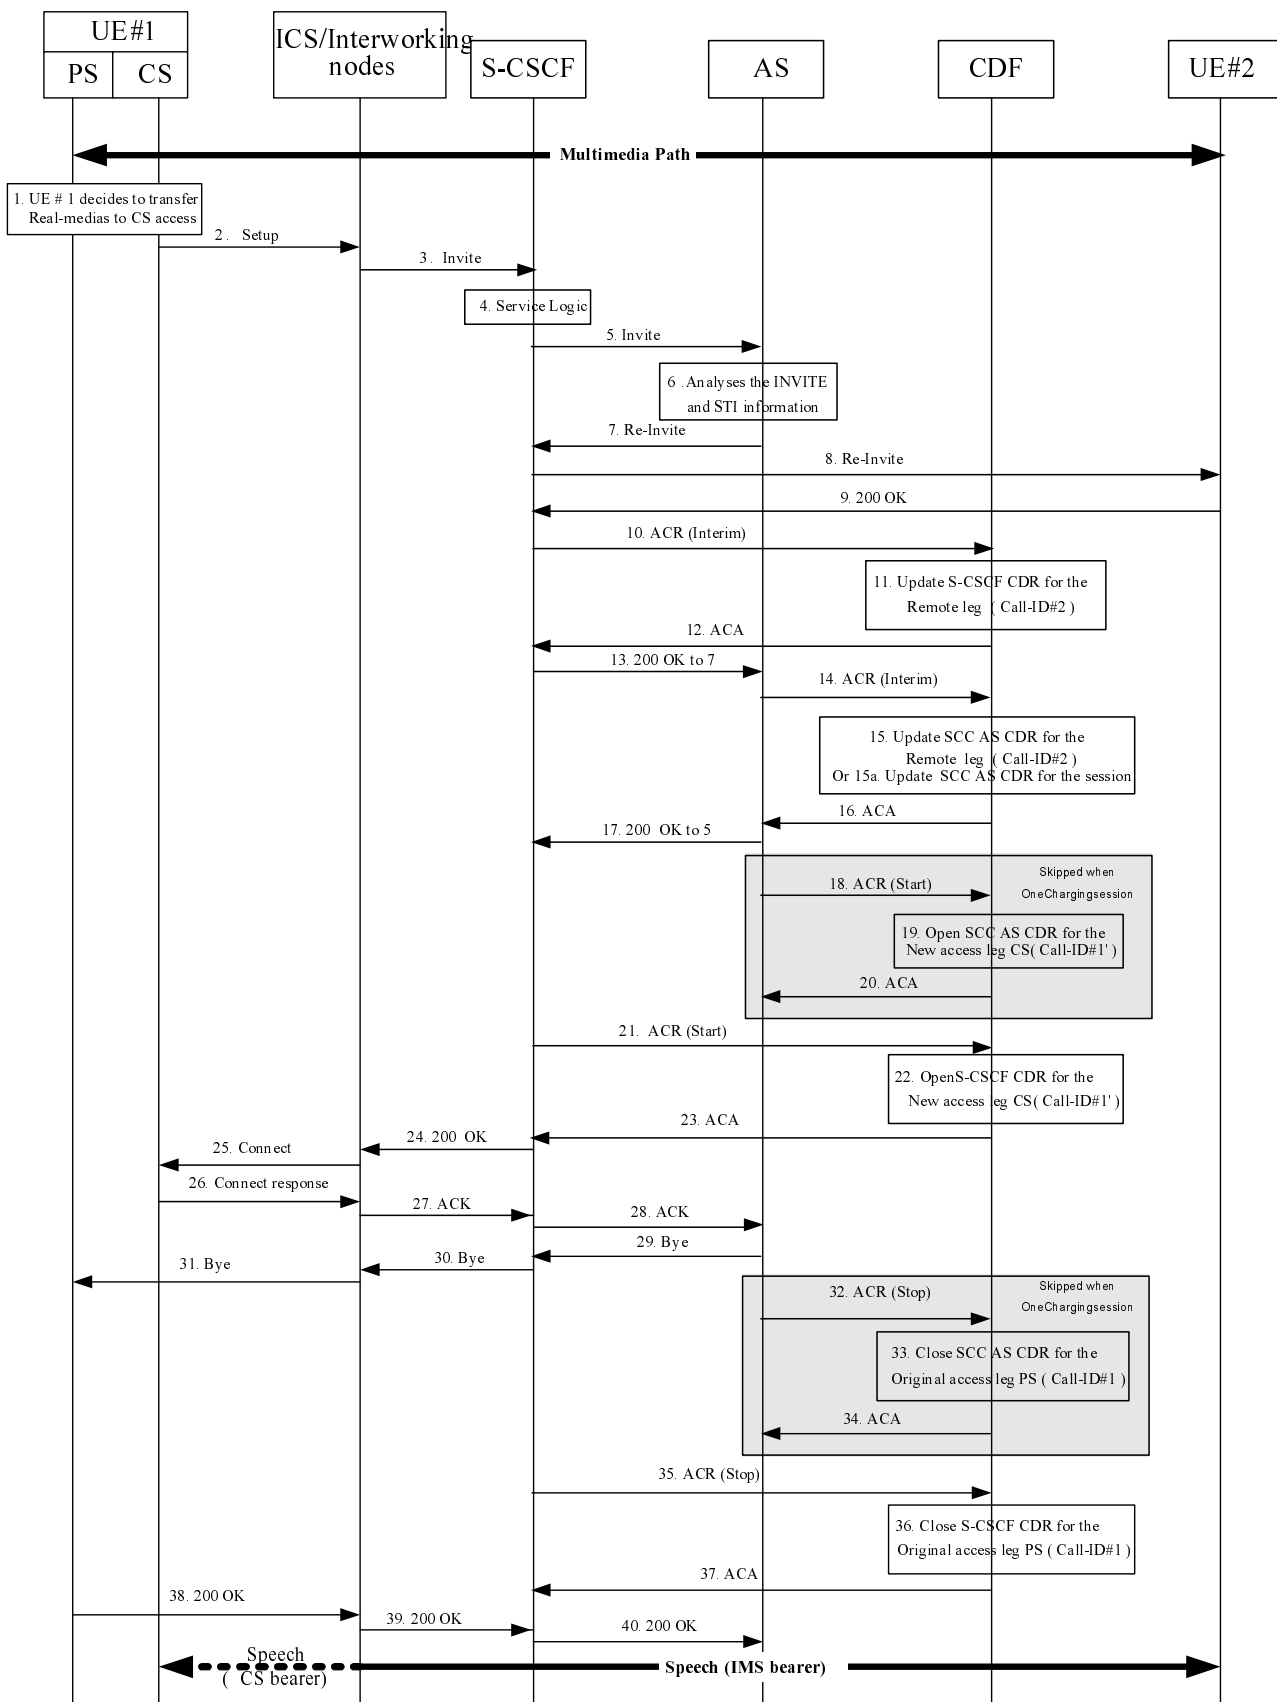 UE#1
PS
CS
ICS/Interworking
nodes
S-CSCF
AS
CDF
UE#2
Multimedia Path
1. UE # 1 decides to transfer
Real-medias to CS access
2 . Setup
3 . Invite
4. Service Logic
5. Invite
6 . Analyses the INVITE
and STI information
7. Re-Invite
8. Re-Invite
9. 200 OK
10. ACR (Interim)
11. Update S-CSCF CDR for the
Remote leg ( Call-ID#2 )
12. ACA
13. 200 OK to 7
14. ACR (Interim)
15. Update SCC AS CDR for the
Remote leg ( Call-ID#2 )
Or 15a. Update SCC AS CDR for the session
16. ACA
17. 200 OK to 5
Skipped when
OneChargingsession
18. ACR (Start)
19. Open SCC AS CDR for the
New access leg CS( Call-ID#1' )
20. ACA
21. ACR (Start)
22. OpenS-CSCF CDR for the
New access leg CS( Call-ID#1' )
23. ACA
24. 200 OK
25. Connect
26. Connect response
27. ACK
28. ACK
29. Bye
30. Bye
31. Bye
Skipped when
OneChargingsession
32. ACR (Stop)
33. Close SCC AS CDR for the
Original access leg PS ( Call-ID#1 )
34. ACA
35. ACR (Stop)
36. Close S-CSCF CDR for the
Original access leg PS ( Call-ID#1 )
37. ACA
38. 200 OK
39. 200 OK
40. 200 OK
Speech
( CS bearer)
Speech (IMS bearer)